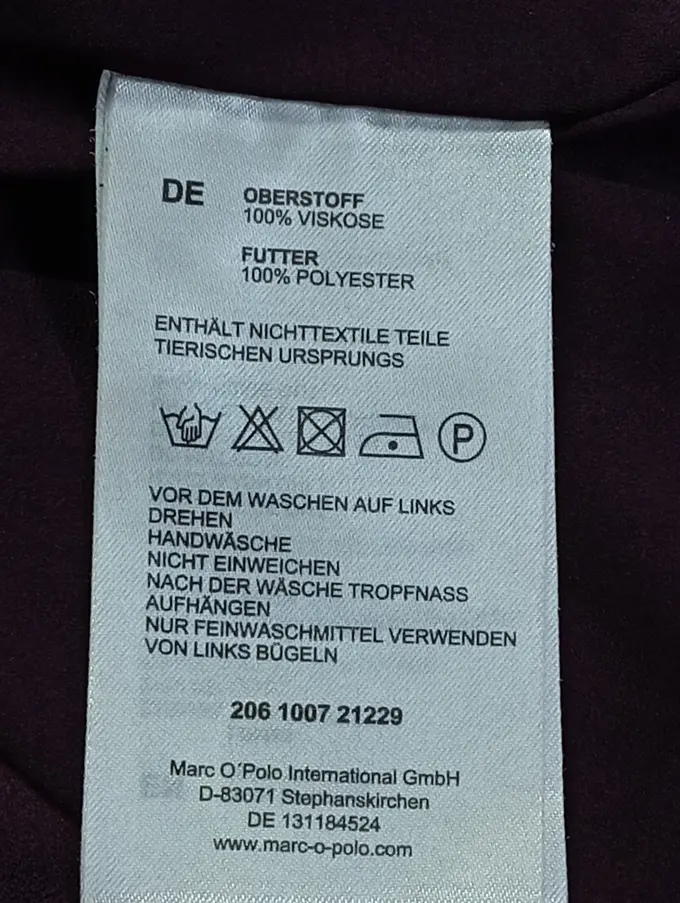 DE OBERSTOFF
100% VISKOSE
FUTTER
100% POLYESTER
ENTHÄLT NICHTTEXTILE TEILE
TIERISCHEN URSPRUNGS
P
VOR DEM WASCHEN AUF LINKS
DREHEN
HANDWÄSCHE
NICHT EINWEICHEN
NACH DER WÄSCHE TROPFNASS
AUFHÄNGEN
NUR FEINWASCHMITTEL VERWENDEN
VON LINKS BÜGELN
206 1007 21229
Marc O´Polo International GmbH
D-83071 Stephanskirchen
DE 131184524
www.marc-o-polo.com